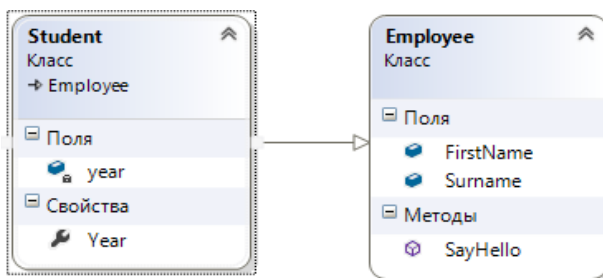 Student
Класс
Employee
Поля
year
Свойства
Year
Employee
Класс
Поля
FirstName
Surname
Методы
SayHello